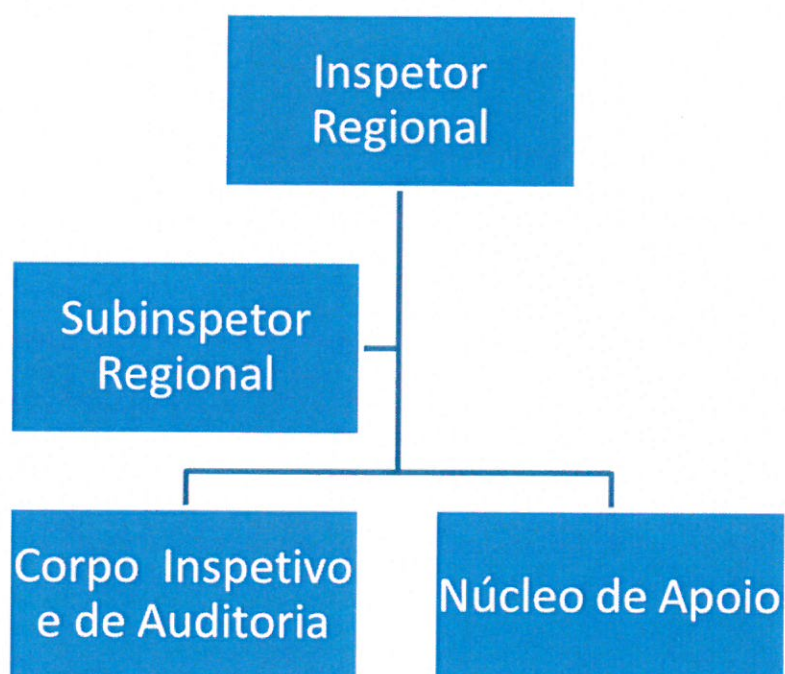 Inspetor
Regional
Subinspetor
Regional
Corpo Inspetivo
e de Auditoria
Núcleo de Apoio